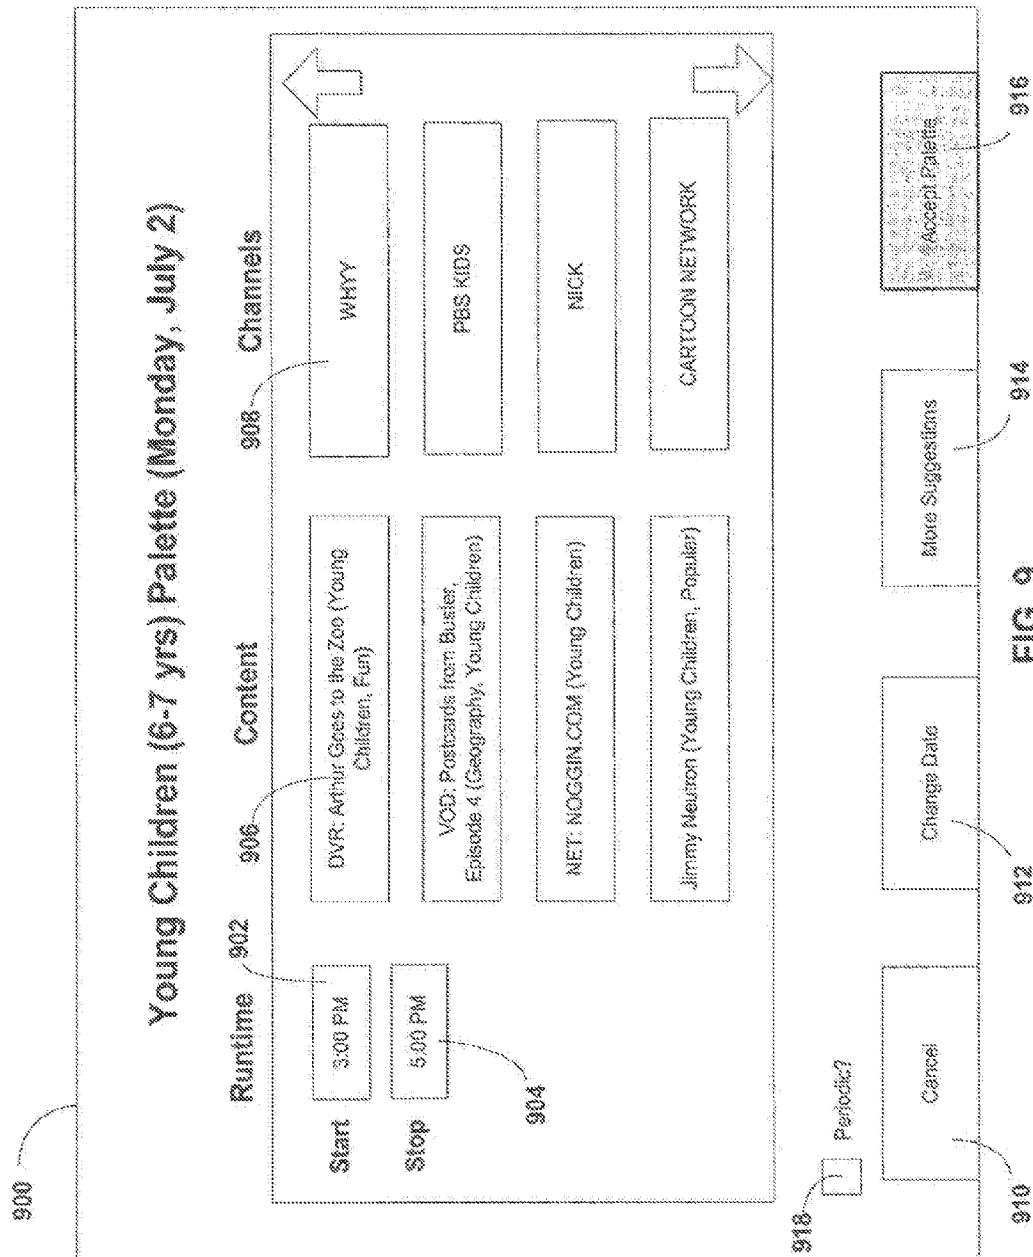 900
Young Children (6-7 yrs) Palette (Monday, July 2)
Runtime
902
906
Content
908
Channels
Start
3:00 PM
Stop
5:00 PM
904
DVR: Arthur Goes to the Zoo (Young
Children, Fun)
WHYY
VOD: Postcards from Buster,
Episode 4 (Geography, Young Children)
PBS KIDS
NET: NOGGIN.COM (Young Children)
NICK
Jimmy Neutron (Young Children, Popular)
CARTOON NETWORK
918
Periodic?
Cancel
Change Date
More Suggestions
Accept Palette
910
912
914
916
FIG. 9